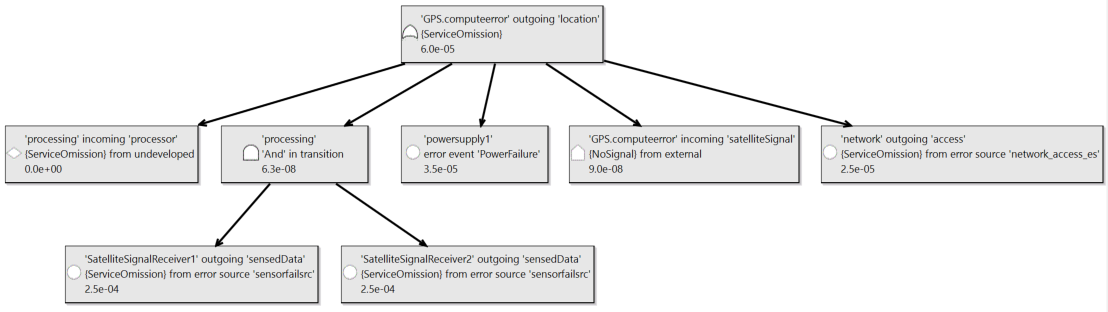 'GPS.computeerror' outgoing 'location'
{ServiceOmission}
6.0e-05
'processing' incoming 'processor'
{ServiceOmission} from undeveloped
0.0e+00
'processing'
'And' in transition
6.3e-08
'powersupply1'
error event 'PowerFailure'
3.5e-05
'GPS.computeerror' incoming 'satelliteSignal'
{NoSignal} from external
9.0e-08
'network' outgoing 'access'
{ServiceOmission} from error source 'network_access_es'
2.5e-05
'SatelliteSignalReceiver1' outgoing 'sensedData'
{ServiceOmission} from error source 'sensorfailsrc'
2.5e-04
'SatelliteSignalReceiver2' outgoing 'sensedData'
{ServiceOmission} from error source 'sensorfailsrc'
2.5e-04